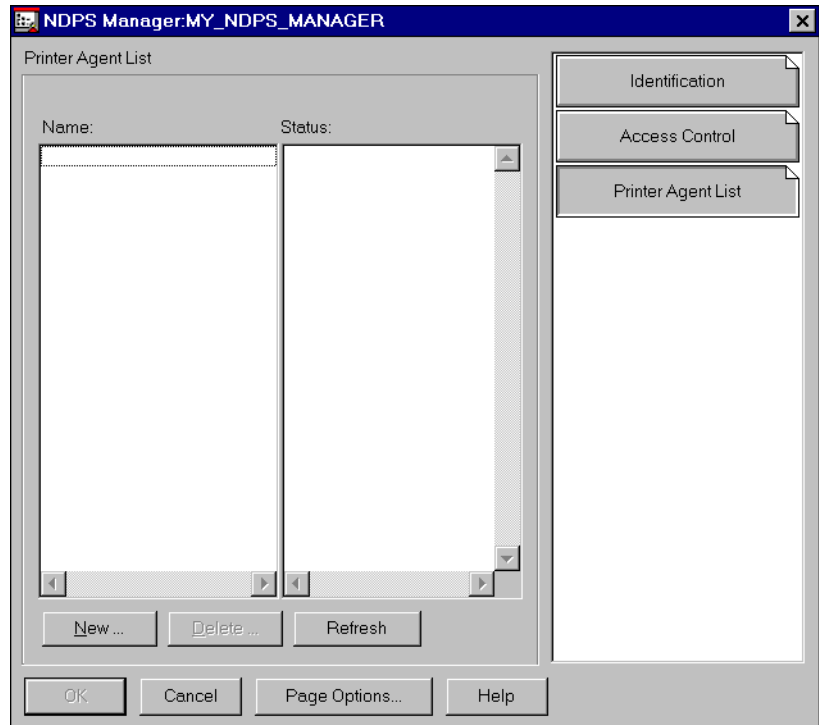 NDPS Manager:MY_NDPS_MANAGER
Printer Agent List
Name: Status:
Identification
Access Control
Printer Agent List
New ... Delete ... Refresh
OK Cancel Page Options... Help